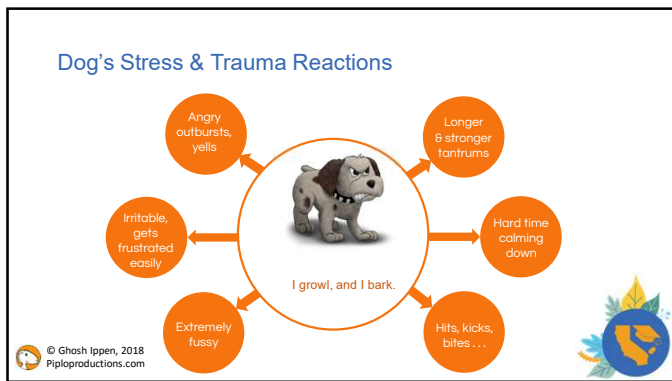 Dog's Stress & Trauma Reactions
Angry
outbursts,
yells
Longer
& stronger
tantrums
Irritable,
gets
frustrated
easily
Hard time
calming
down
I growl, and I bark.
Extremely
fussy
Hits, kicks,
bites . . .
© Ghosh Ippen, 2018
Piploproductions.com